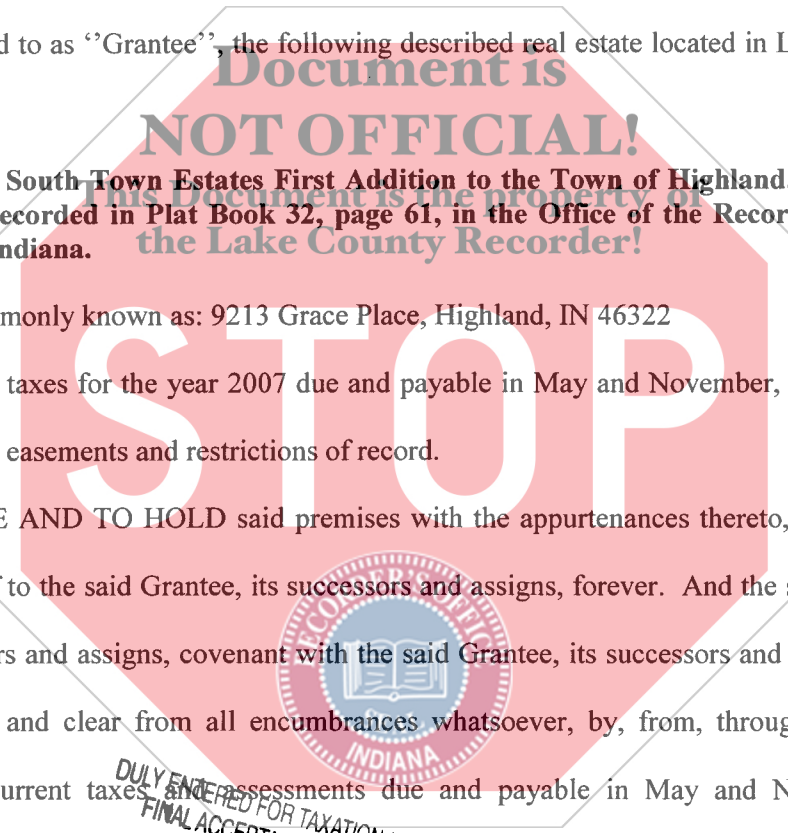 d to as ‘‘Grantee’’, the following described real estate located in L
Document is
NOT OFFICIAL!
South Town Estates First Addition to the Town of Highland,
This Document is the property of
ecorded in Plat Book 32, page 61, in the Office of the Recor
the Lake County Recorder!
ndiana.
monly known as: 9213 Grace Place, Highland, IN 46322
taxes for the year 2007 due and payable in May and November,
STOP
easements and restrictions of record.
E AND TO HOLD said premises with the appurtenances thereto,
to the said Grantee, its successors and assigns, forever. And the s
RECORDER'S OFFICE
rs and assigns, covenant with the said Grantee, its successors and
and clear from all encumbrances whatsoever, by, from, throug
INDIANA
urrent taxes and assessments due and payable in May and N
DULY ENTERED FOR TAXATION
FINAL